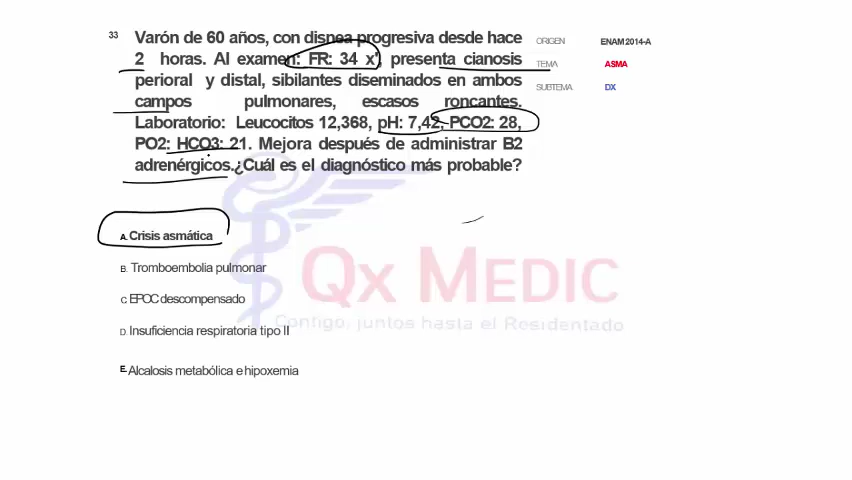 33 Varón de 60 años, con disnea progresiva desde hace ORIGEN ENAM 2014-A
2 horas. Al examen: FR: 34 x', presenta cianosis TEMA ASMA
perioral y distal, sibilantes diseminados en ambos SUBTEMA DX
campos pulmonares, escasos roncantes.
Laboratorio: Leucocitos 12,368, pH: 7,42, PCO2: 28,
PO2: HCO3: 21. Mejora después de administrar B2
adrenérgicos.¿Cuál es el diagnóstico más probable?
A. Crisis asmática
B. Tromboembolia pulmonar
C. EPOC descompensado
D. Insuficiencia respiratoria tipo II
E. Alcalosis metabólica e hipoxemia
Qx MEDIC
Contigo, juntos hasta el Residentado